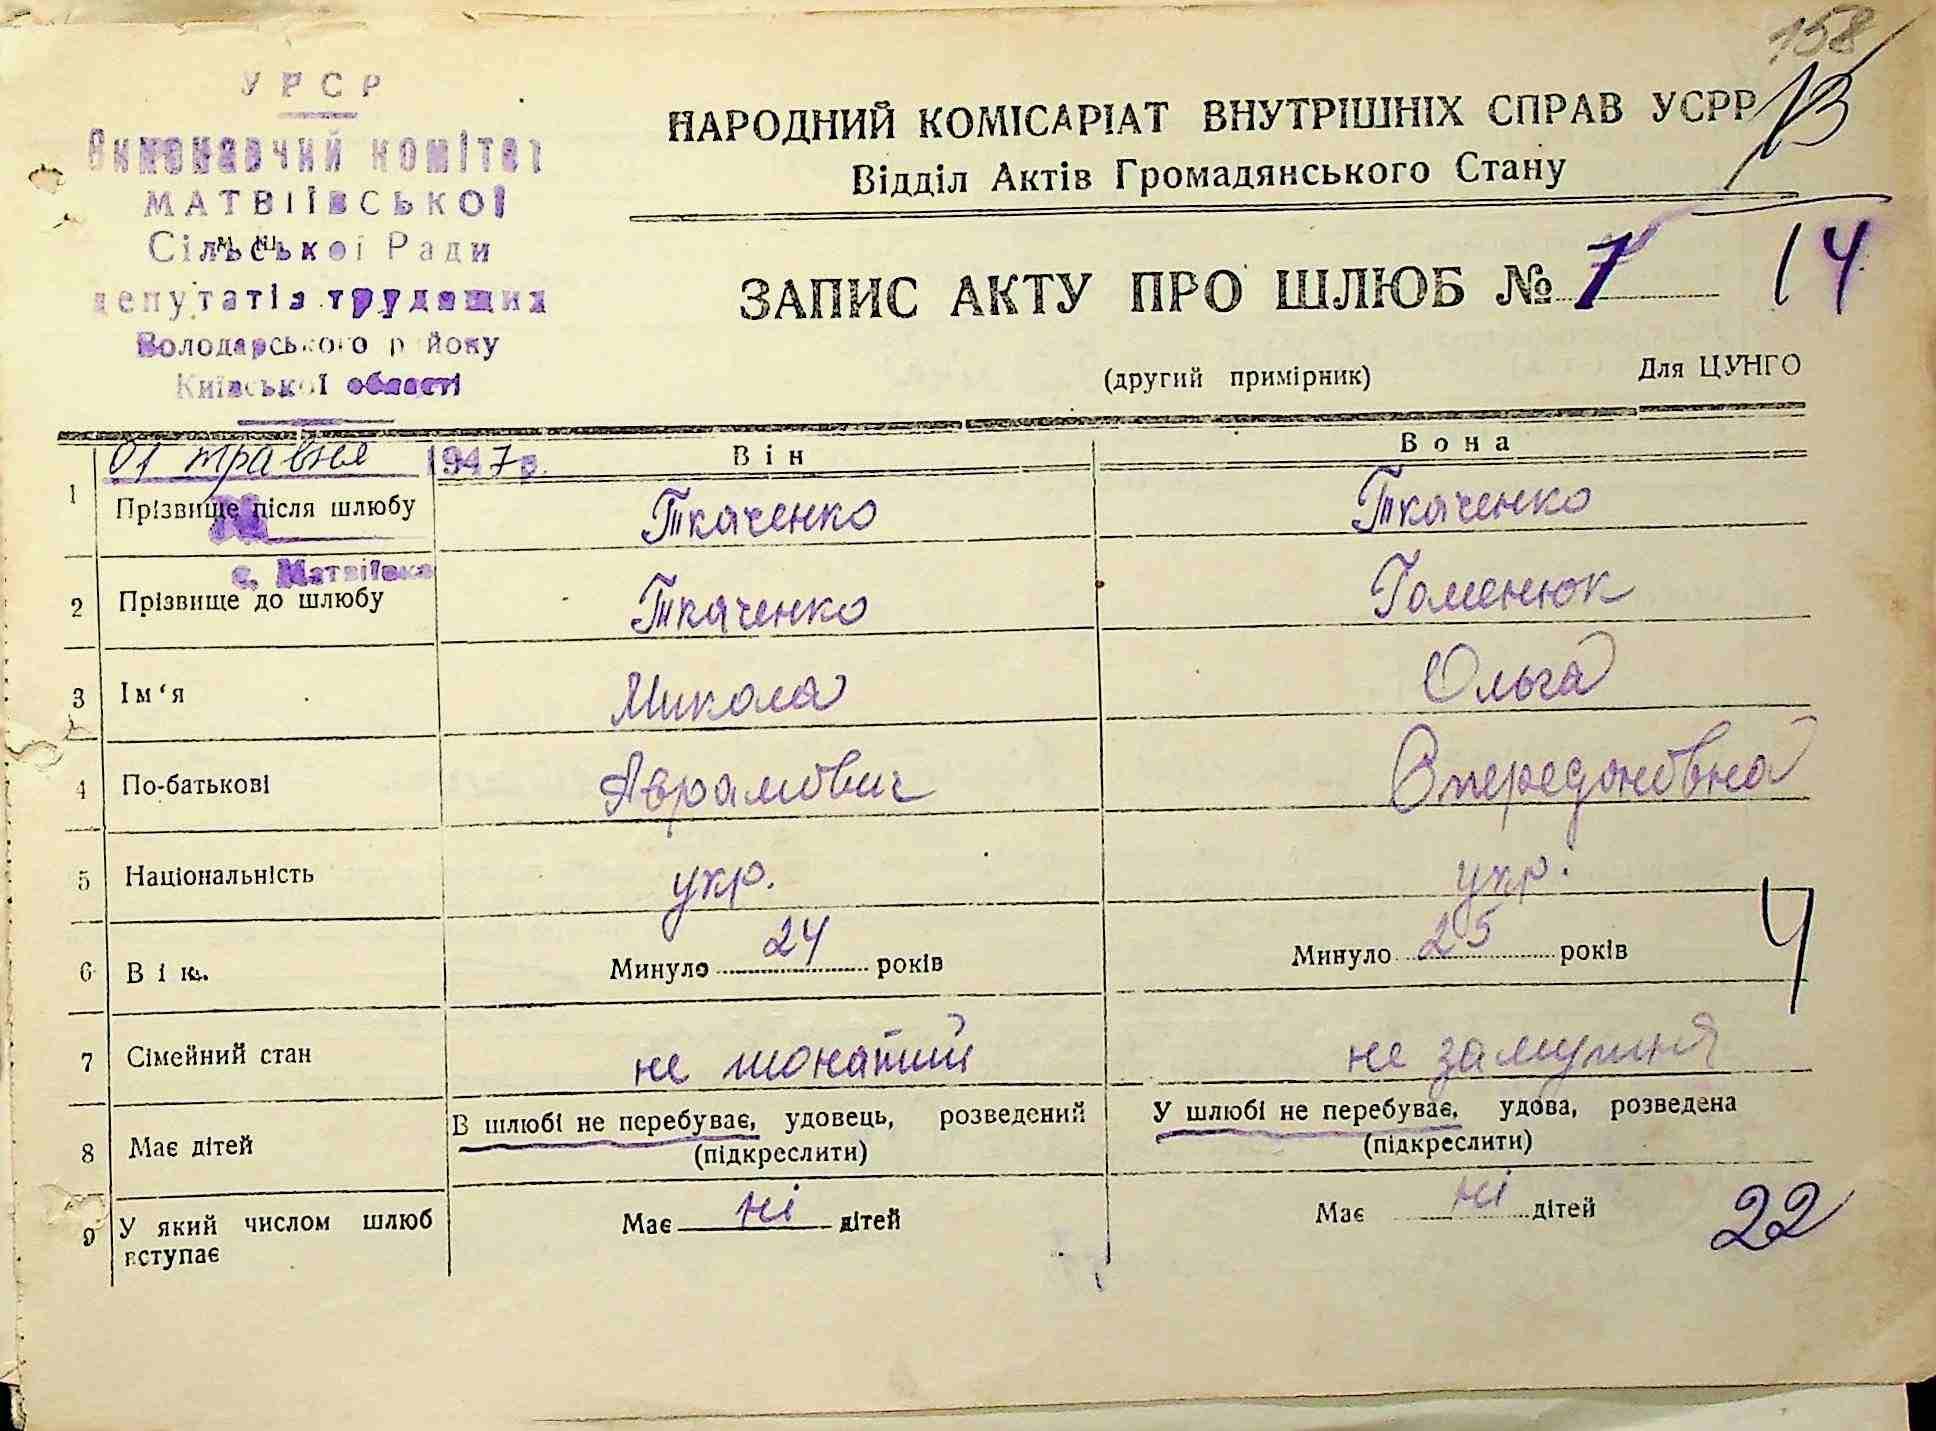 158
13
УРСР
Виконавчий комітет
МАТВІЇВСЬКОЇ
Сільської Ради
депутатів трудящих
Володарського району
Київської області
НАРОДНИЙ КОМІСАРІАТ ВНУТРІШНІХ СПРАВ УСРР
Відділ Актів Громадянського Стану
ЗАПИС АКТУ ПРО ШЛЮБ № 7
14
(другий примірник) Для ЦУНГО
01 травня 1947 р.
с. Матвіївка
Він Вона
1 Прізвище після шлюбу Ткаченко Ткаченко
2 Прізвище до шлюбу Ткаченко Гоменюк
3 Ім'я Микола Ольга
4 По-батькові Аврамович
5 Національність укр. укр.
6 Вік. Минуло 24 років Минуло 25 років
4
7 Сімейний стан не жонатий не замужня
8 Має дітей В шлюбі не перебуває, удовець, розведений У шлюбі не перебуває, удова, розведена
(підкреслити) (підкреслити)
9 У який числом шлюб Має ні дітей Має ні дітей
вступає
22